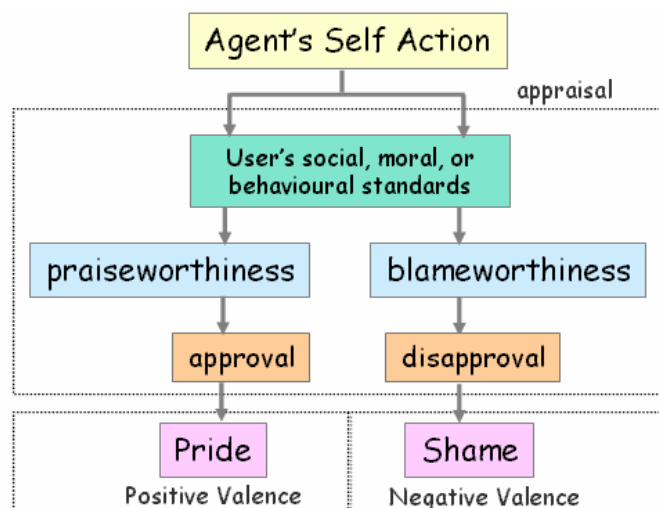 Agent's Self Action
appraisal
User's social, moral, or
behavioural standards
praiseworthiness
blameworthiness
approval
disapproval
Pride
Shame
Positive Valence
Negative Valence